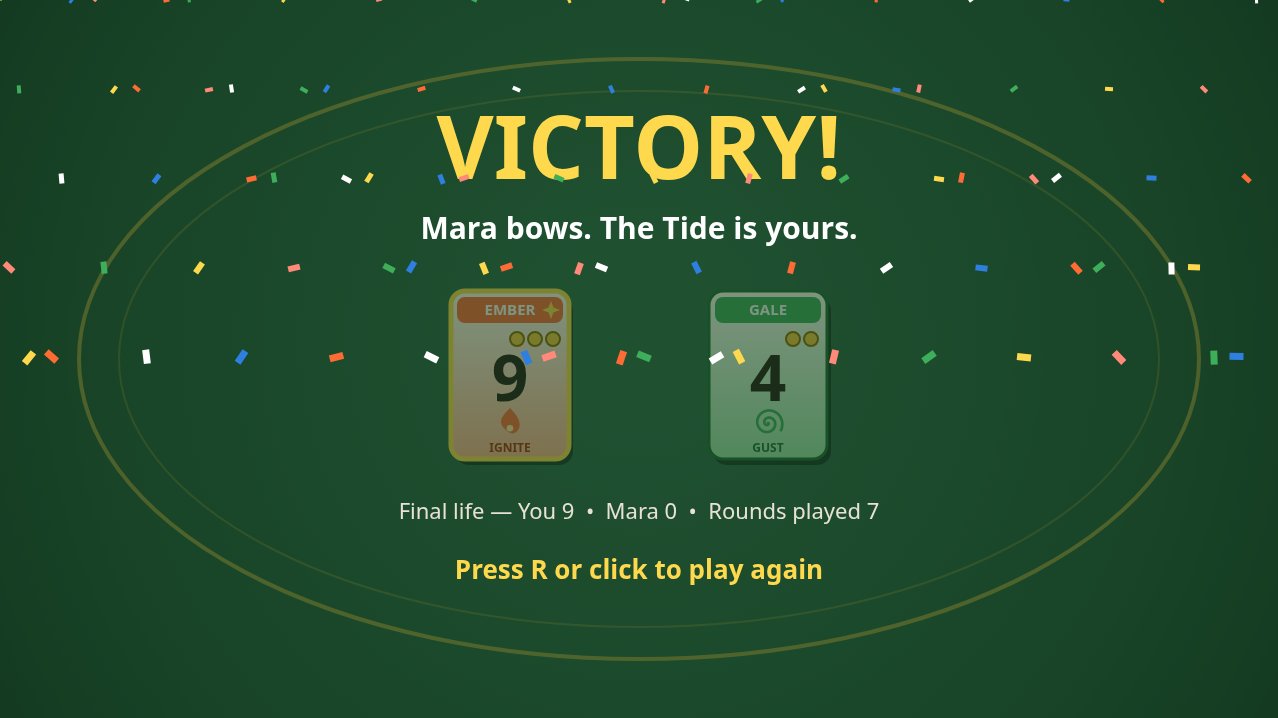 VICTORY!
Mara bows. The Tide is yours.
EMBER
GALE
9
4
IGNITE
GUST
Final life — You 9 • Mara 0 • Rounds played 7
Press R or click to play again